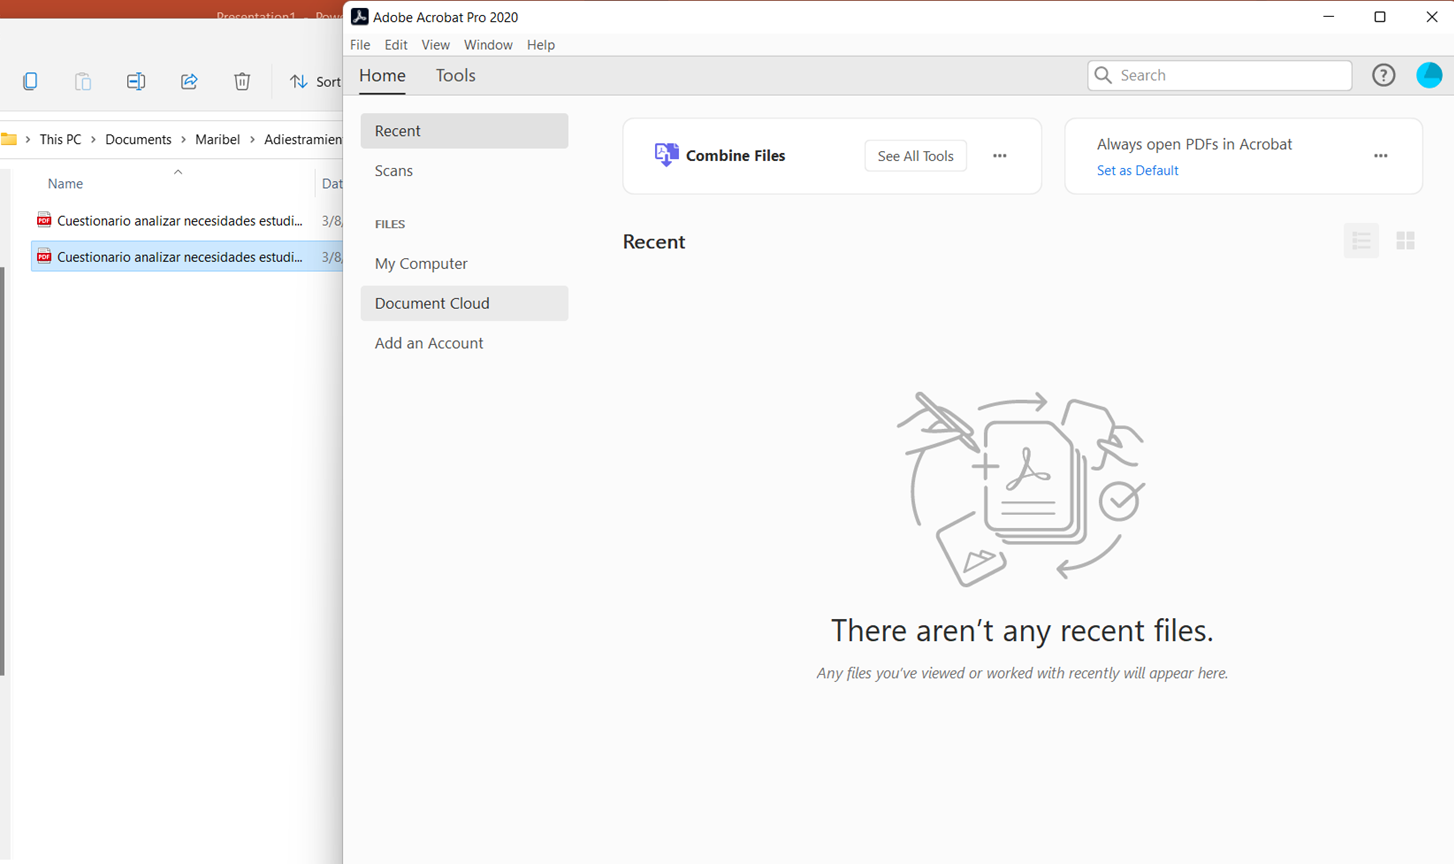 Presentation1 - Pow
Adobe Acrobat Pro 2020
File Edit View Window Help
Sort
Home Tools
Search
This PC > Documents > Maribel > Adiestramien
Name
Dat
Cuestionario analizar necesidades estudi... 3/8/
Cuestionario analizar necesidades estudi... 3/8/
Recent
Scans
FILES
My Computer
Document Cloud
Add an Account
Combine Files
See All Tools
Always open PDFs in Acrobat
Set as Default
Recent
There aren’t any recent files.
Any files you've viewed or worked with recently will appear here.